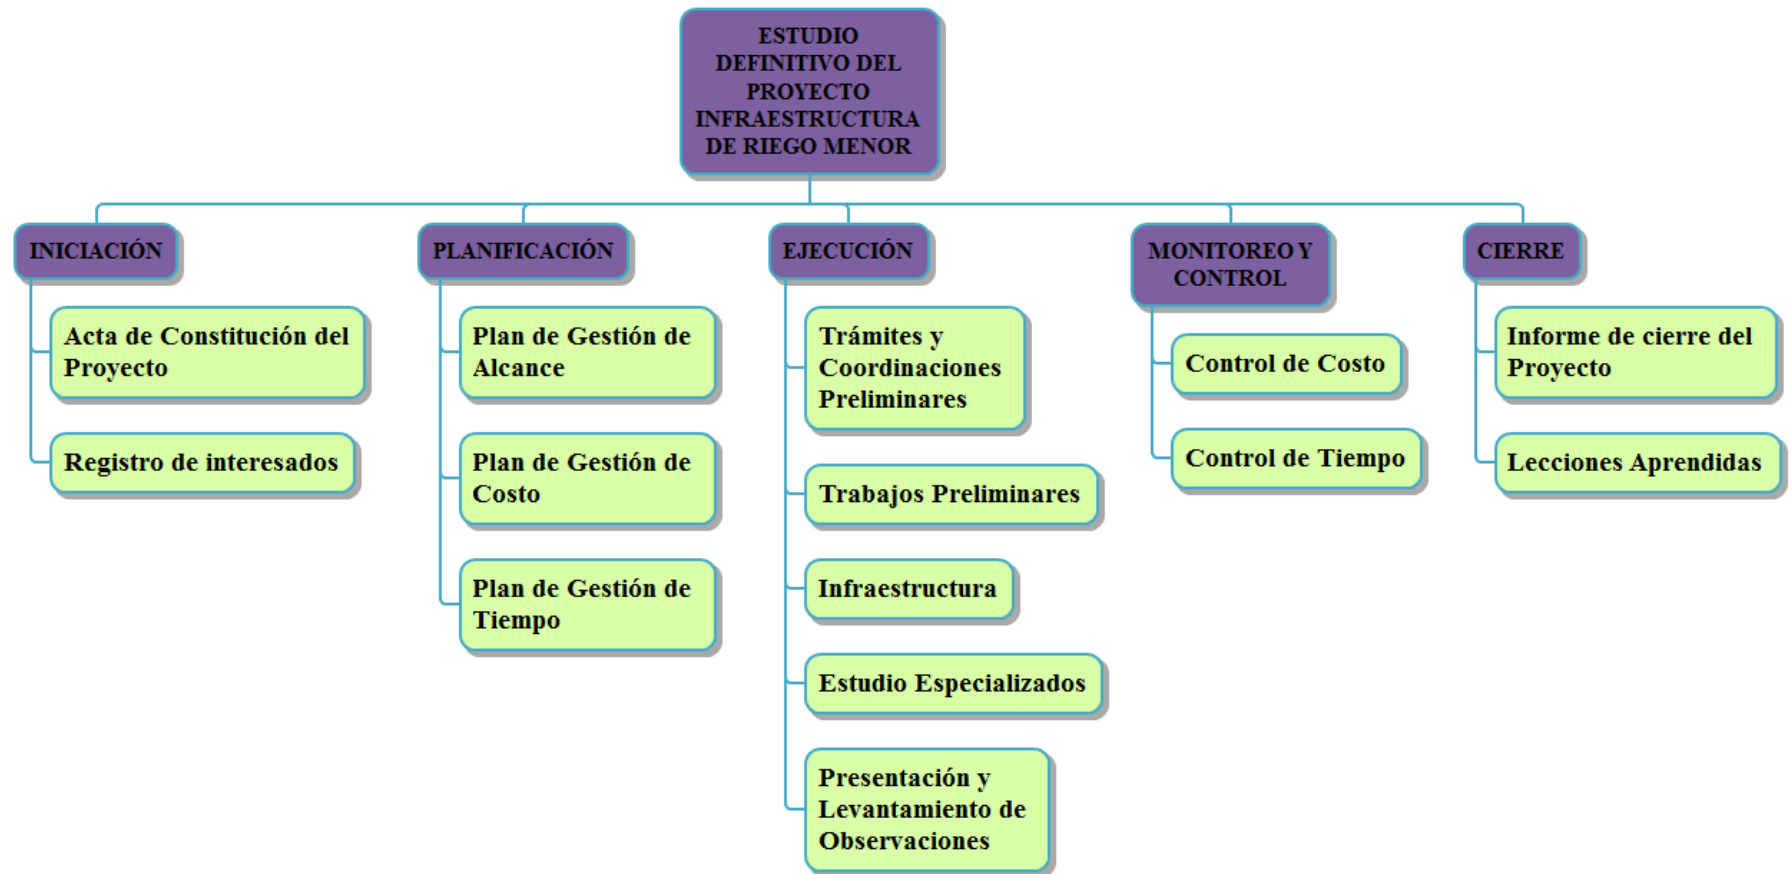 ESTUDIO
DEFINITIVO DEL
PROYECTO
INFRAESTRUCTURA
DE RIEGO MENOR
INICIACIÓN
Acta de Constitución del
Proyecto
Registro de interesados
PLANIFICACIÓN
Plan de Gestión de
Alcance
Plan de Gestión de
Costo
Plan de Gestión de
Tiempo
EJECUCIÓN
Trámites y
Coordinaciones
Preliminares
Trabajos Preliminares
Infraestructura
Estudio Especializados
Presentación y
Levantamiento de
Observaciones
MONITOREO Y
CONTROL
Control de Costo
Control de Tiempo
CIERRE
Informe de cierre del
Proyecto
Lecciones Aprendidas